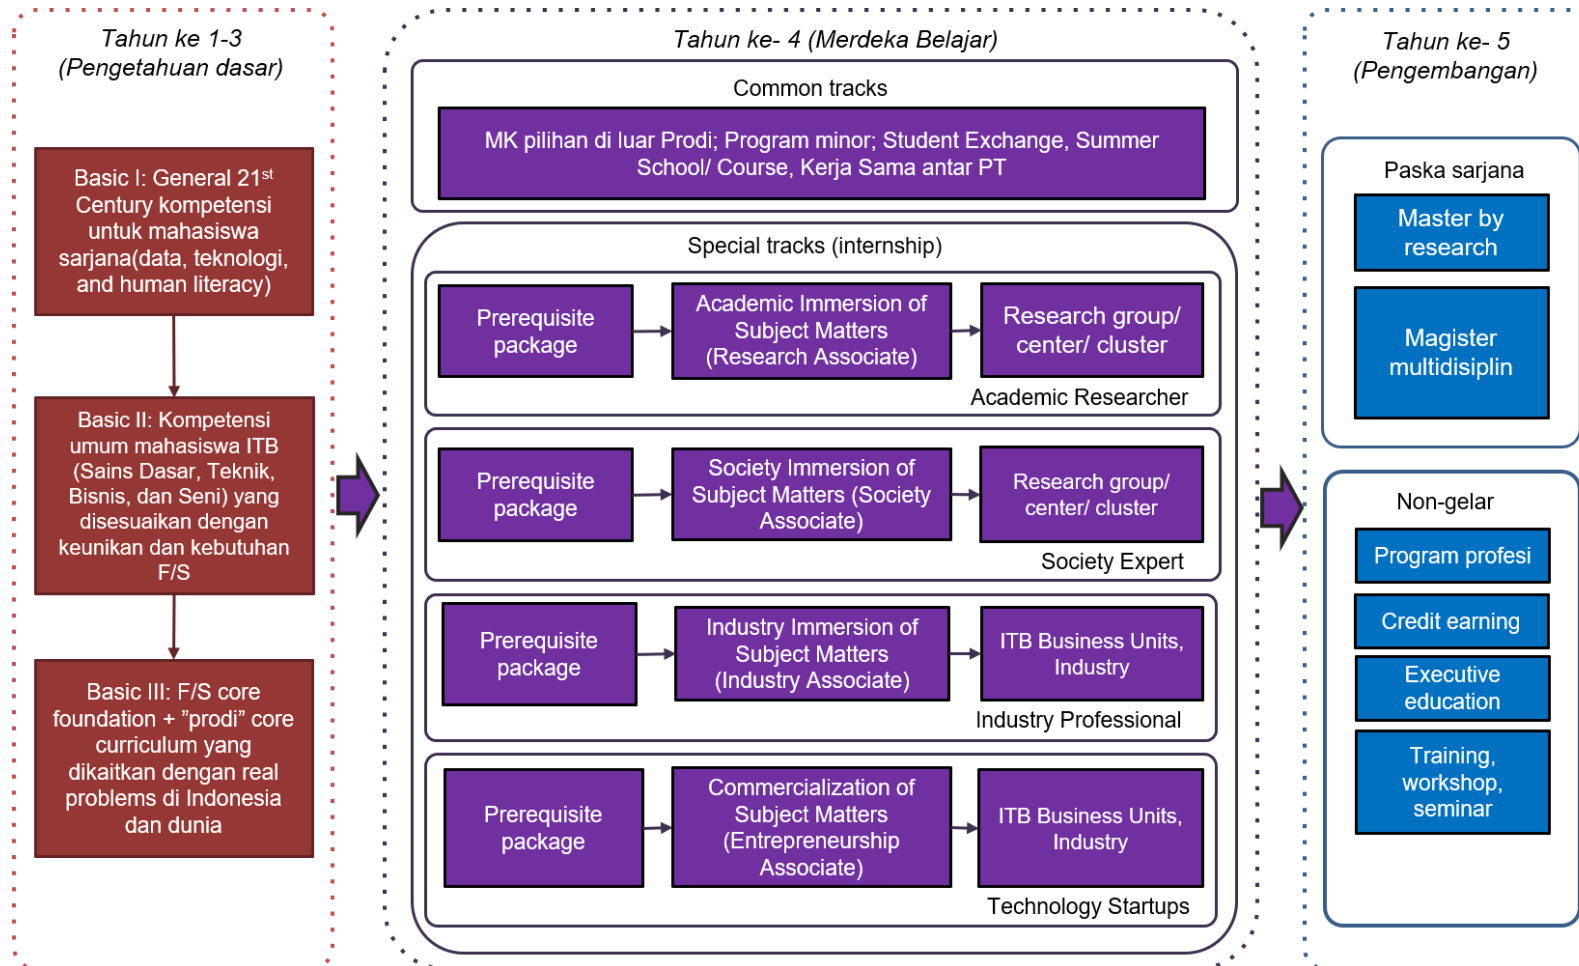 Tahun ke 1-3
(Pengetahuan dasar)
Basic I: General 21st
Century kompetensi
untuk mahasiswa
sarjana(data, teknologi,
and human literacy)
Basic II: Kompetensi
umum mahasiswa ITB
(Sains Dasar, Teknik,
Bisnis, dan Seni) yang
disesuaikan dengan
keunikan dan kebutuhan
F/S
Basic III: F/S core
foundation + ”prodi” core
curriculum yang
dikaitkan dengan real
problems di Indonesia
dan dunia
Tahun ke- 4 (Merdeka Belajar)
Common tracks
MK pilihan di luar Prodi; Program minor; Student Exchange, Summer
School/ Course, Kerja Sama antar PT
Special tracks (internship)
Prerequisite
package
Academic Immersion of
Subject Matters
(Research Associate)
Research group/
center/ cluster
Academic Researcher
Prerequisite
package
Society Immersion of
Subject Matters (Society
Associate)
Research group/
center/ cluster
Society Expert
Prerequisite
package
Industry Immersion of
Subject Matters
(Industry Associate)
ITB Business Units,
Industry
Industry Professional
Prerequisite
package
Commercialization of
Subject Matters
(Entrepreneurship
Associate)
ITB Business Units,
Industry
Technology Startups
Tahun ke- 5
(Pengembangan)
Paska sarjana
Master by
research
Magister
multidisiplin
Non-gelar
Program profesi
Credit earning
Executive
education
Training,
workshop,
seminar